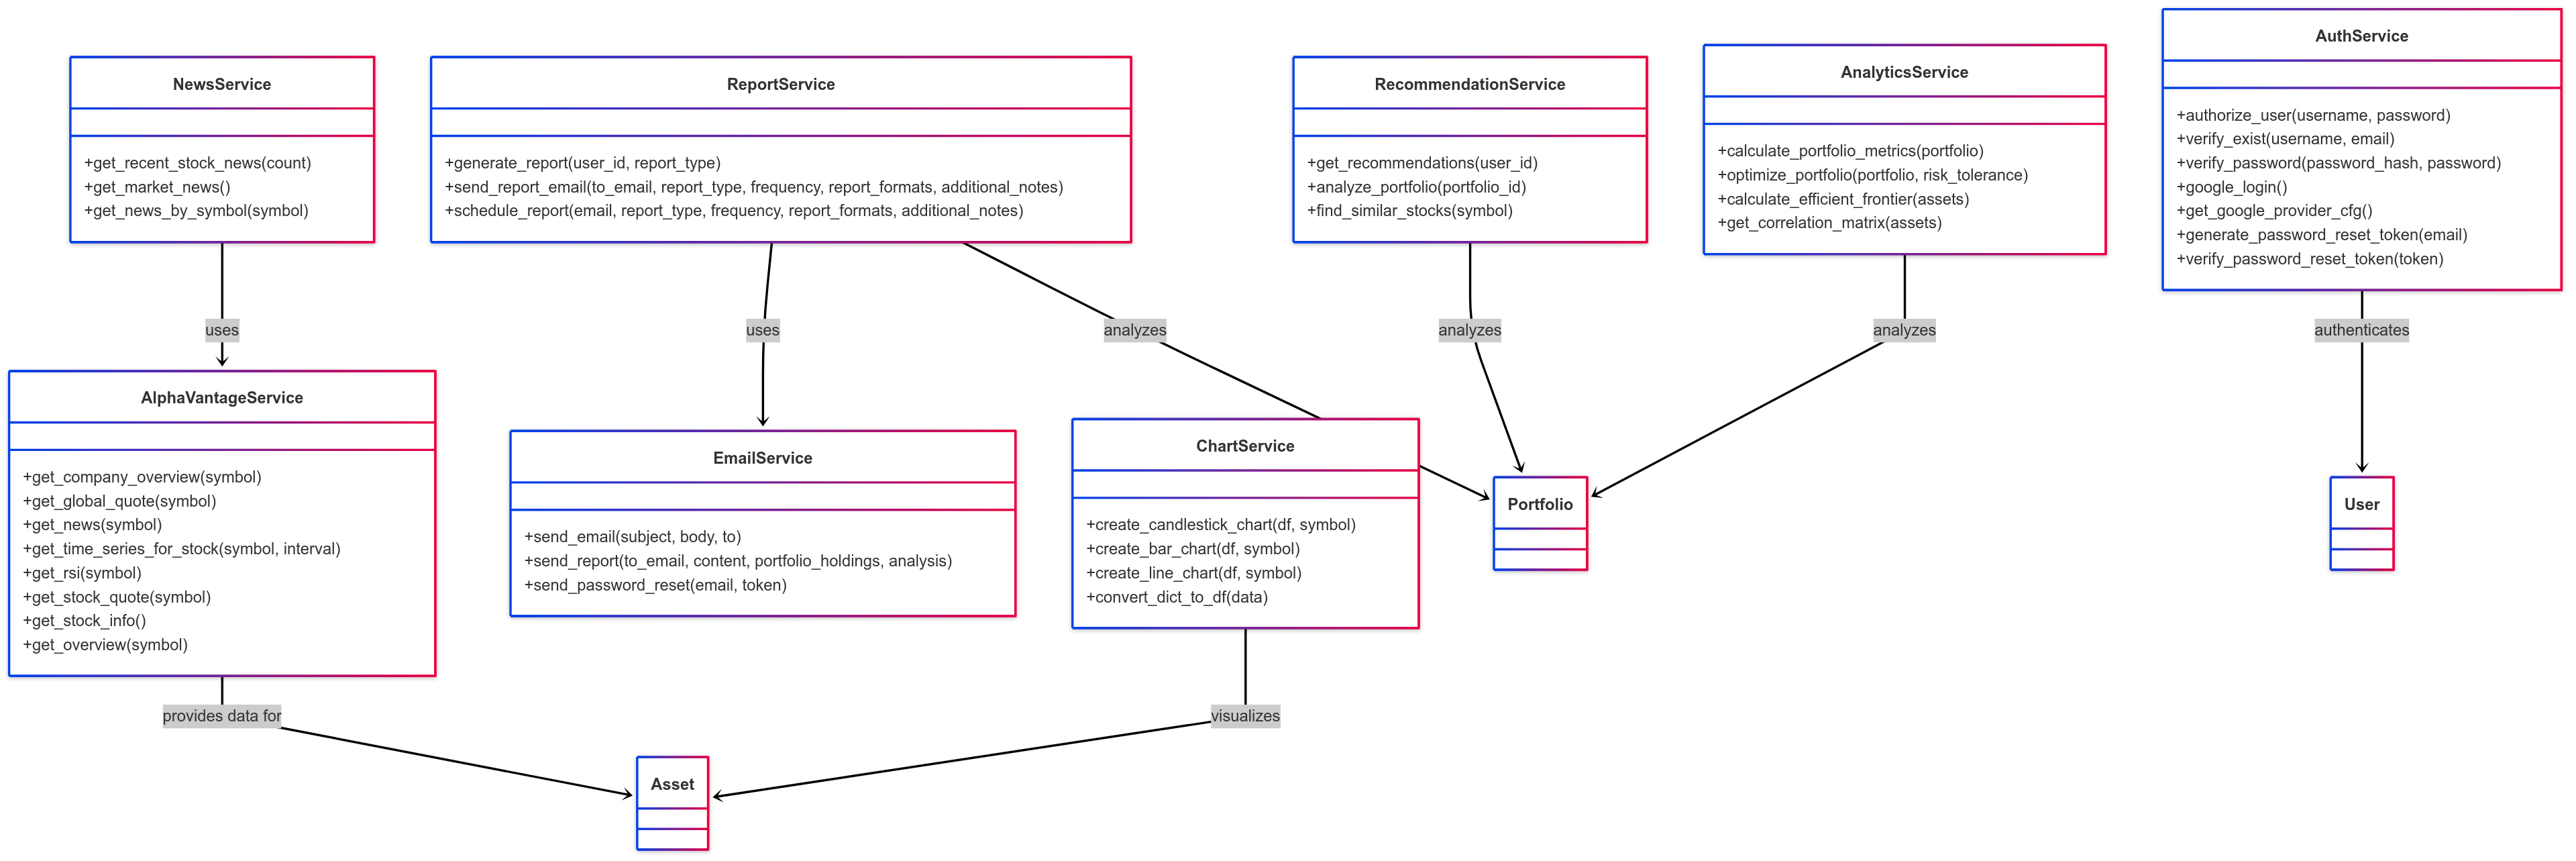 NewsService
+get_recent_stock_news(count)
+get_market_news()
+get_news_by_symbol(symbol)
ReportService
+generate_report(user_id, report_type)
+send_report_email(to_email, report_type, frequency, report_formats, additional_notes)
+schedule_report(email, report_type, frequency, report_formats, additional_notes)
RecommendationService
+get_recommendations(user_id)
+analyze_portfolio(portfolio_id)
+find_similar_stocks(symbol)
AnalyticsService
+calculate_portfolio_metrics(portfolio)
+optimize_portfolio(portfolio, risk_tolerance)
+calculate_efficient_frontier(assets)
+get_correlation_matrix(assets)
AuthService
+authorize_user(username, password)
+verify_exist(username, email)
+verify_password(password_hash, password)
+google_login()
+get_google_provider_cfg()
+generate_password_reset_token(email)
+verify_password_reset_token(token)
uses
uses
analyzes
analyzes
analyzes
authenticates
AlphaVantageService
+get_company_overview(symbol)
+get_global_quote(symbol)
+get_news(symbol)
+get_time_series_for_stock(symbol, interval)
+get_rsi(symbol)
+get_stock_quote(symbol)
+get_stock_info()
+get_overview(symbol)
EmailService
+send_email(subject, body, to)
+send_report(to_email, content, portfolio_holdings, analysis)
+send_password_reset(email, token)
ChartService
+create_candlestick_chart(df, symbol)
+create_bar_chart(df, symbol)
+create_line_chart(df, symbol)
+convert_dict_to_df(data)
Portfolio
User
provides data for
visualizes
Asset